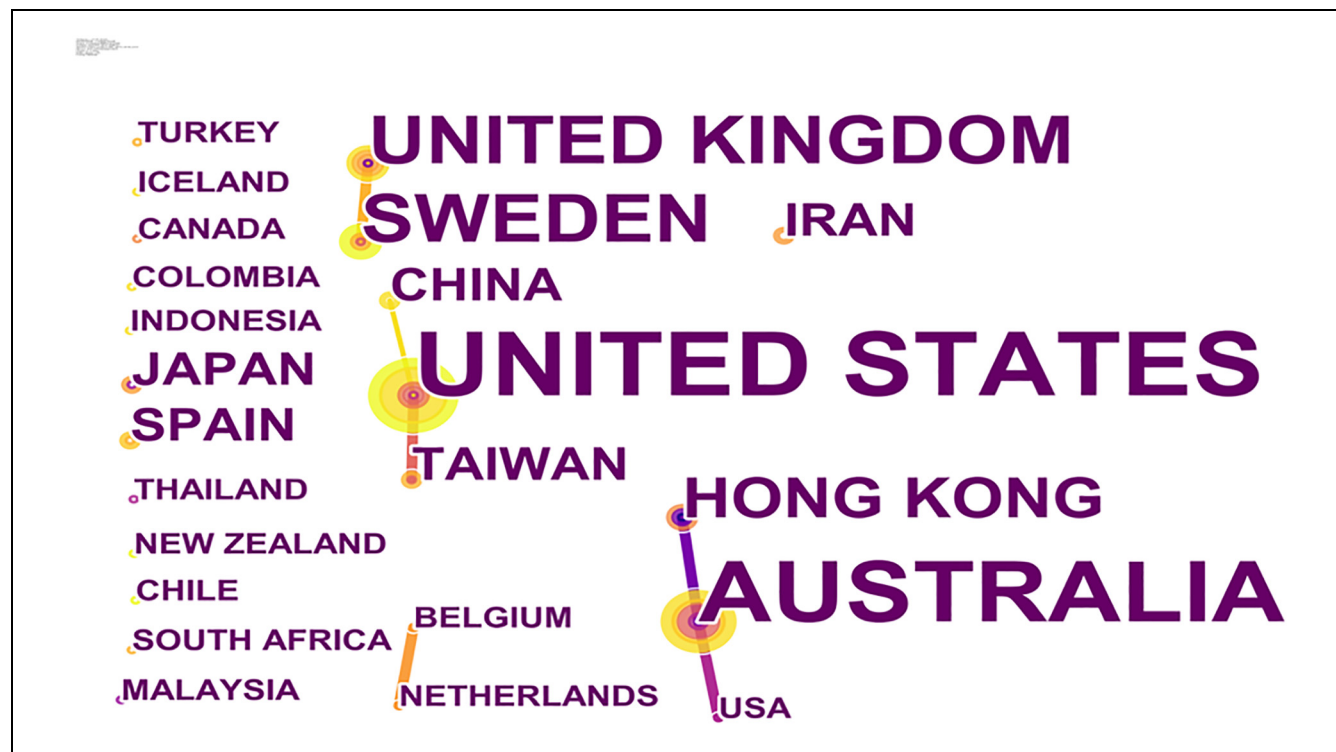 TURKEY
UNITED KINGDOM
ICELAND
SWEDEN
IRAN
CANADA
COLOMBIA
CHINA
INDONESIA
JAPAN
UNITED STATES
SPAIN
TAIWAN
THAILAND
HONG KONG
NEW ZEALAND
CHILE
AUSTRALIA
BELGIUM
SOUTH AFRICA
MALAYSIA
NETHERLANDS
USA